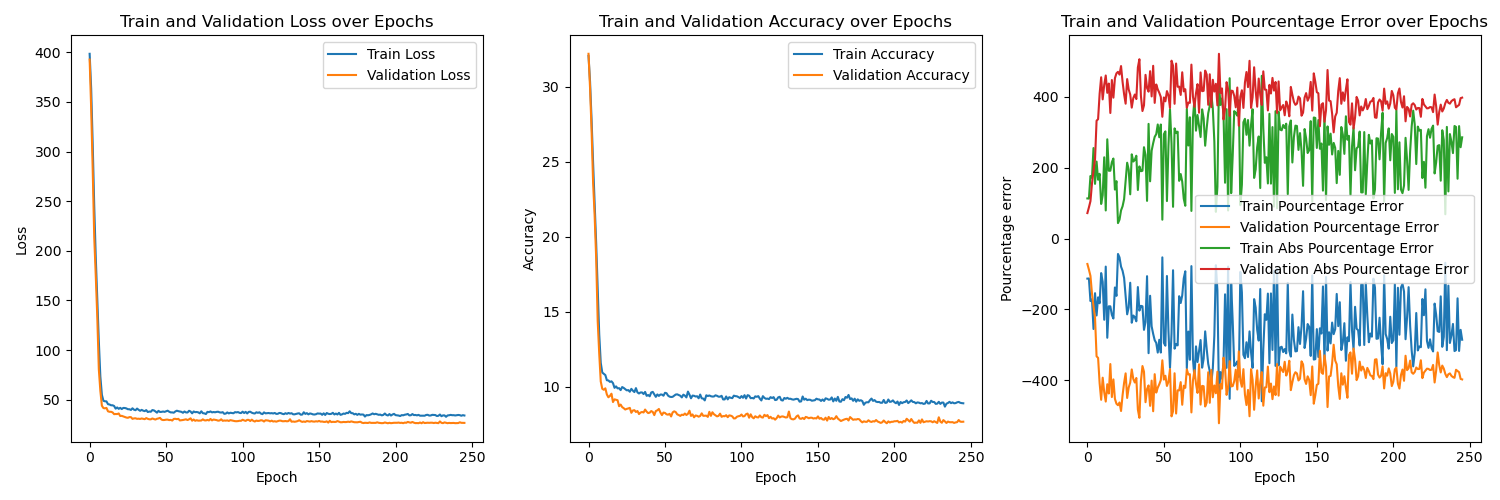 Train and Validation Loss over Epochs
Loss
400
350
300
250
200
150
100
50
0
50
100
150
200
250
Epoch
Train Loss
Validation Loss
Train and Validation Accuracy over Epochs
Accuracy
30
25
20
15
10
0
50
100
150
200
250
Epoch
Train Accuracy
Validation Accuracy
Train and Validation Pourcentage Error over Epochs
Pourcentage error
400
200
0
−200
−400
0
50
100
150
200
250
Epoch
Train Pourcentage Error
Validation Pourcentage Error
Train Abs Pourcentage Error
Validation Abs Pourcentage Error